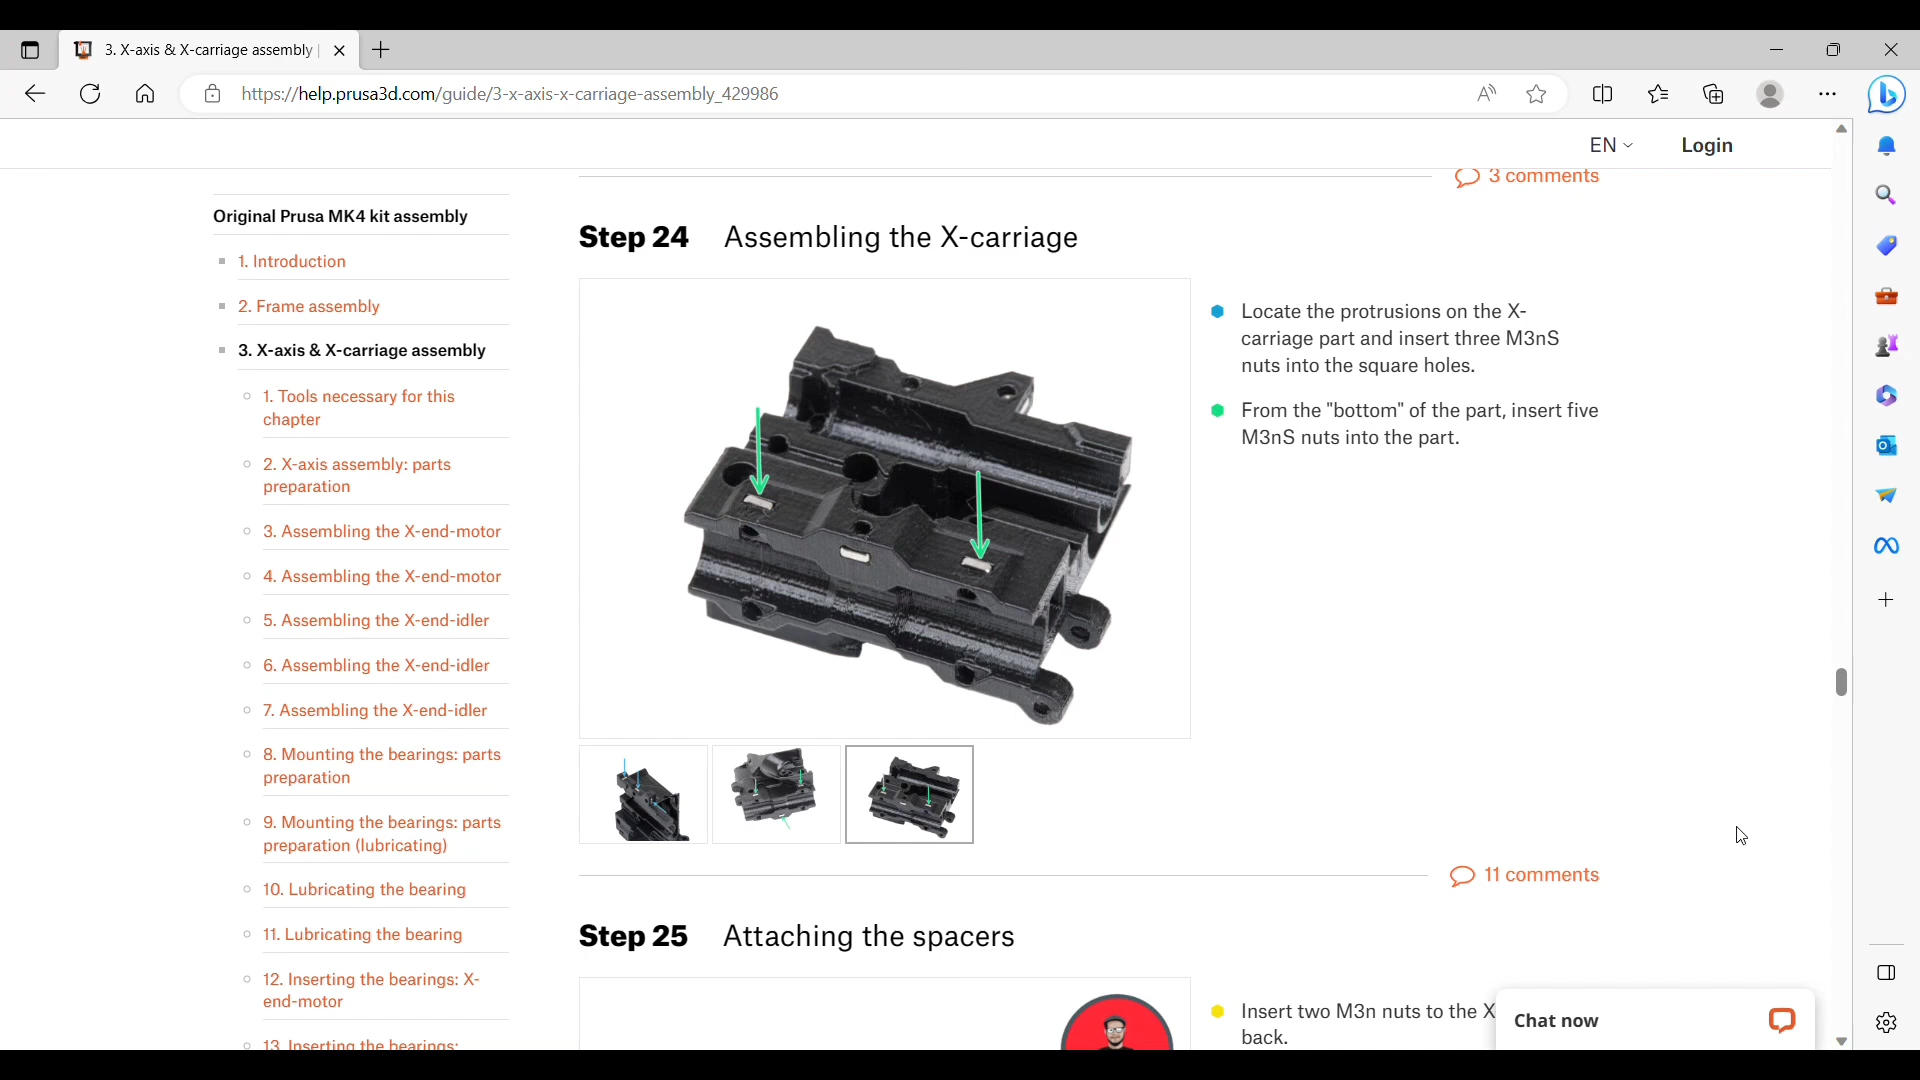 3. X-axis & X-carriage assembly |
https://help.prusa3d.com/guide/3-x-axis-x-carriage-assembly_429986
EN
Login
3 comments
Original Prusa MK4 kit assembly
1. Introduction
2. Frame assembly
3. X-axis & X-carriage assembly
1. Tools necessary for this
chapter
2. X-axis assembly: parts
preparation
3. Assembling the X-end-motor
4. Assembling the X-end-motor
5. Assembling the X-end-idler
6. Assembling the X-end-idler
7. Assembling the X-end-idler
8. Mounting the bearings: parts
preparation
9. Mounting the bearings: parts
preparation (lubricating)
10. Lubricating the bearing
11. Lubricating the bearing
12. Inserting the bearings: X-
end-motor
13. Inserting the bearings:
Step 24 Assembling the X-carriage
Locate the protrusions on the X-
carriage part and insert three M3nS
nuts into the square holes.
From the "bottom" of the part, insert five
M3nS nuts into the part.
11 comments
Step 25 Attaching the spacers
Insert two M3n nuts to the X
back.
Chat now